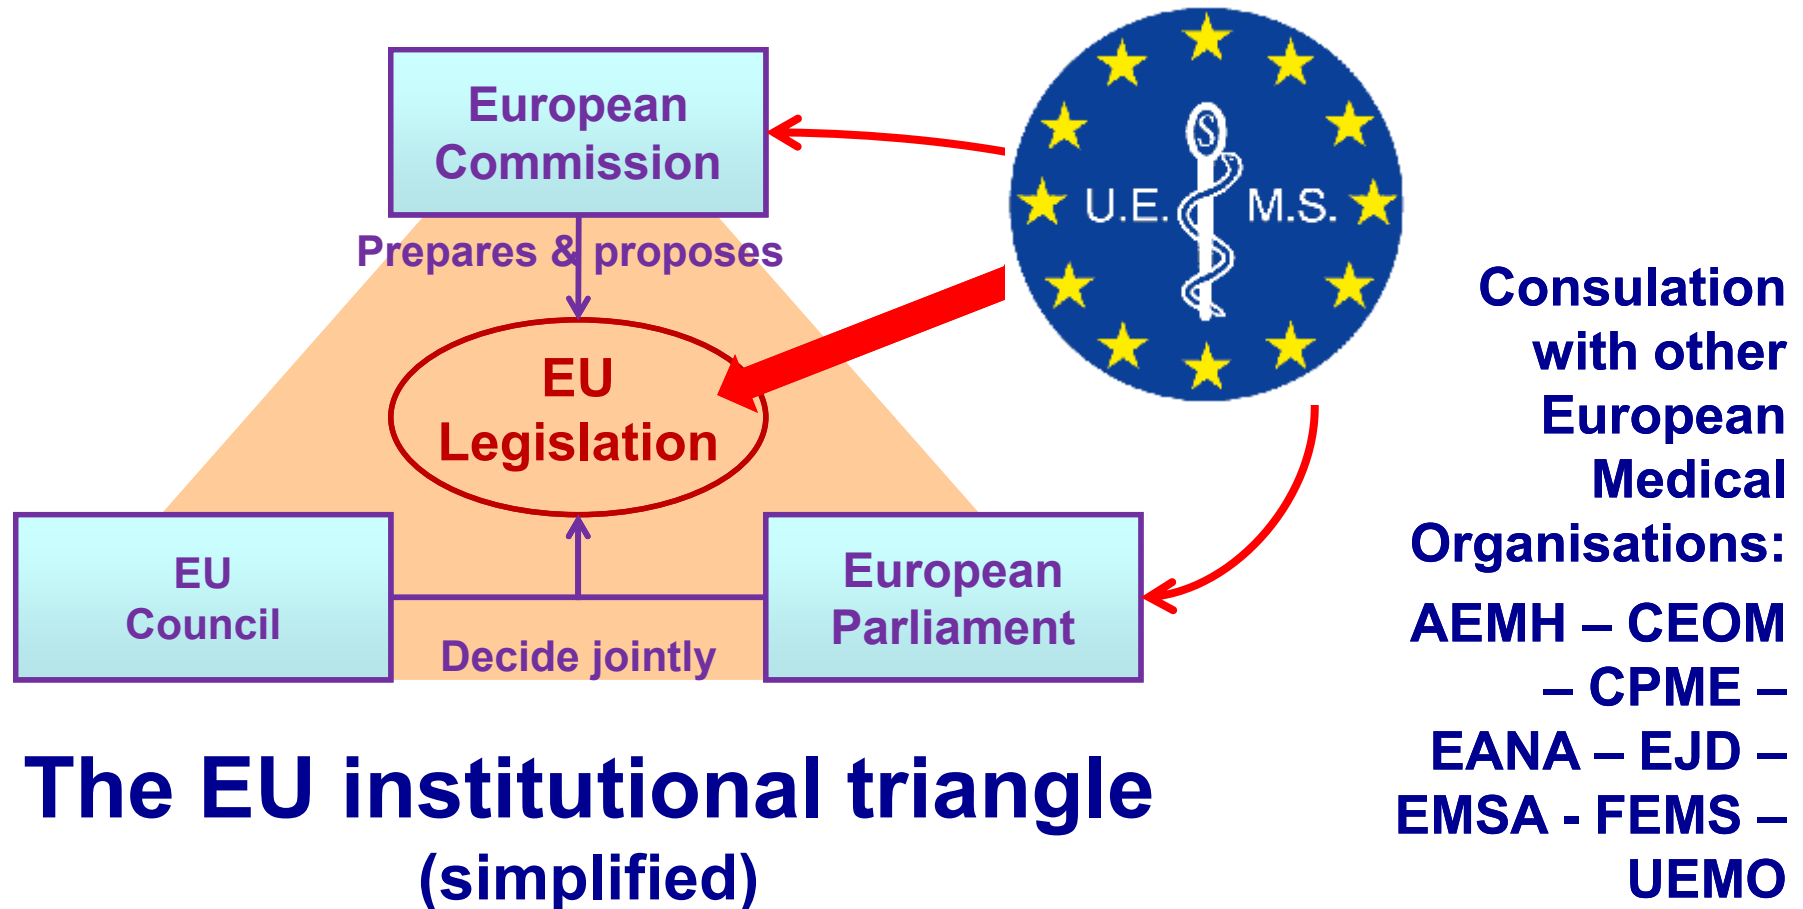 European
Commission
Prepares & proposes
EU
Legislation
EU
Council
European
Parliament
Decide jointly
The EU institutional triangle
(simplified)
S
U.E. M.S.
Consulation
with other
European
Medical
Organisations:
AEMH – CEOM
– CPME –
EANA – EJD –
EMSA - FEMS –
UEMO